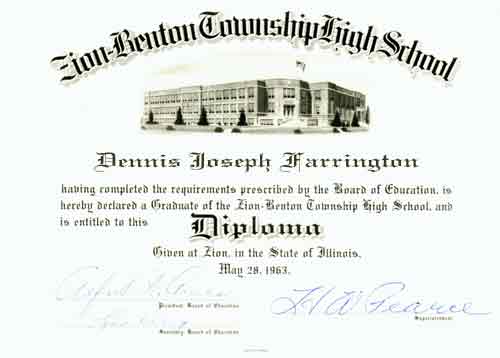 Zion-Benton Township High School
Dennis Joseph Farrington
having completed the requirements prescribed by the Board of Education, is
hereby declared a Graduate of the Zion-Benton Township High School, and
is entitled to this Diploma
Given at Zion, in the State of Illinois,
May 28, 1963.
President Board of Education
H W Pearce
Superintendent
Secretary Board of Education